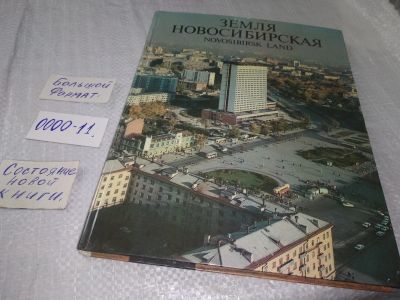 ЗЕМЛЯ
НОВОСИБИРСКАЯ
NOVOSIBIRSK LAND
Большой
Формат.
0000-11.
Состояние
новой
книги.